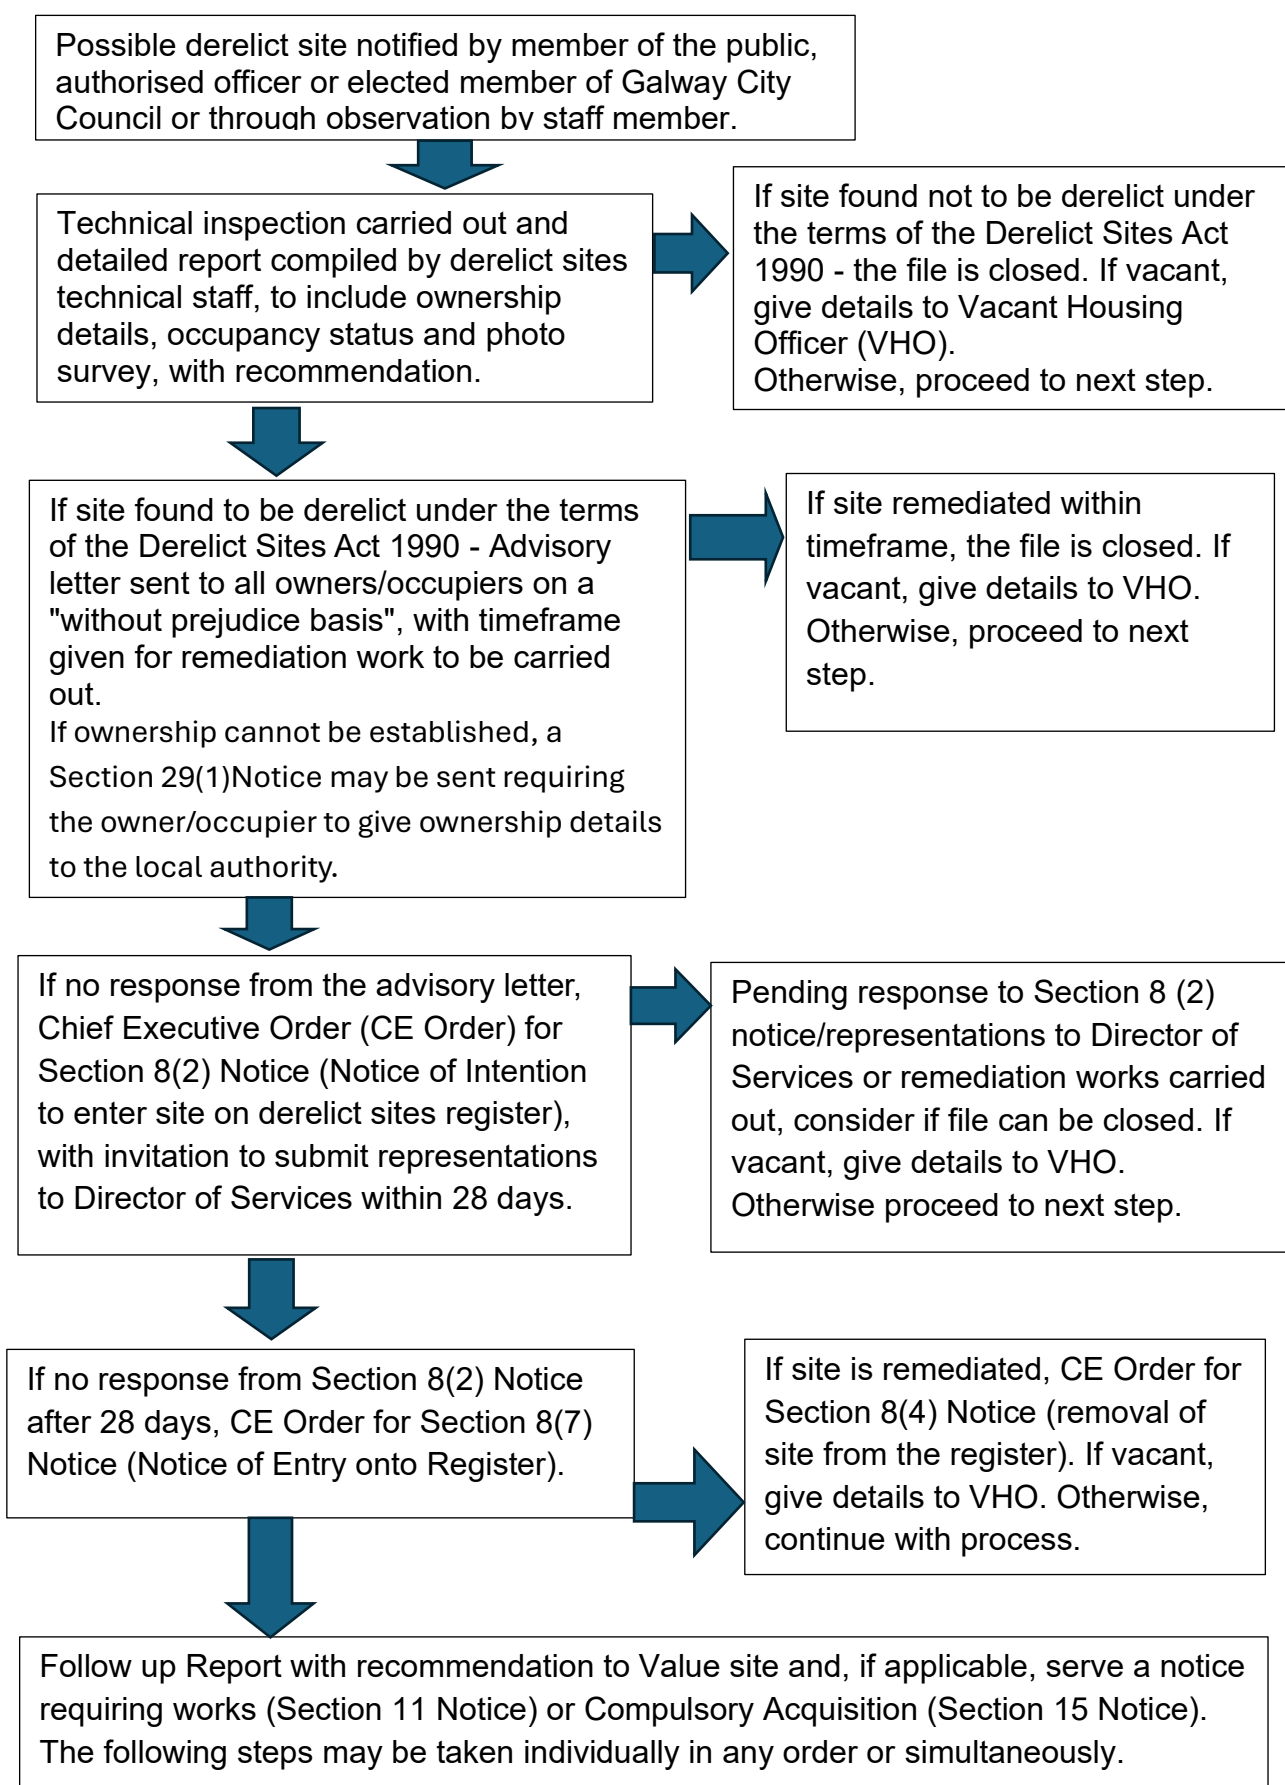 Possible derelict site notified by member of the public,
authorised officer or elected member of Galway City
Council or through observation by staff member.
Technical inspection carried out and
detailed report compiled by derelict sites
technical staff, to include ownership
details, occupancy status and photo
survey, with recommendation.
If site found not to be derelict under
the terms of the Derelict Sites Act
1990 - the file is closed. If vacant,
give details to Vacant Housing
Officer (VHO).
Otherwise, proceed to next step.
If site found to be derelict under the terms
of the Derelict Sites Act 1990 - Advisory
letter sent to all owners/occupiers on a
"without prejudice basis", with timeframe
given for remediation work to be carried
out.
If ownership cannot be established, a
Section 29(1)Notice may be sent requiring
the owner/occupier to give ownership details
to the local authority.
If site remediated within
timeframe, the file is closed. If
vacant, give details to VHO.
Otherwise, proceed to next
step.
If no response from the advisory letter,
Chief Executive Order (CE Order) for
Section 8(2) Notice (Notice of Intention
to enter site on derelict sites register),
with invitation to submit representations
to Director of Services within 28 days.
Pending response to Section 8 (2)
notice/representations to Director of
Services or remediation works carried
out, consider if file can be closed. If
vacant, give details to VHO.
Otherwise proceed to next step.
If no response from Section 8(2) Notice
after 28 days, CE Order for Section 8(7)
Notice (Notice of Entry onto Register).
If site is remediated, CE Order for
Section 8(4) Notice (removal of
site from the register). If vacant,
give details to VHO. Otherwise,
continue with process.
Follow up Report with recommendation to Value site and, if applicable, serve a notice
requiring works (Section 11 Notice) or Compulsory Acquisition (Section 15 Notice).
The following steps may be taken individually in any order or simultaneously.